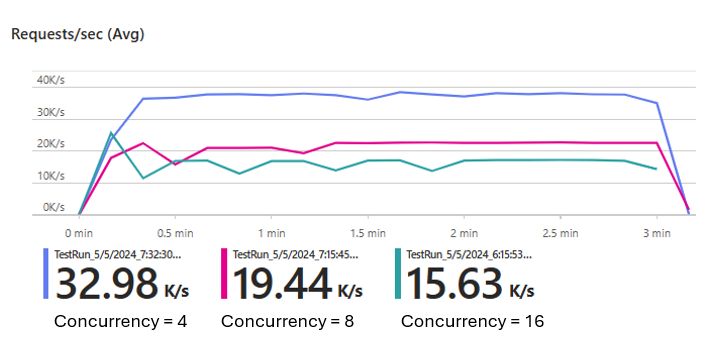 Requests/sec (Avg)
40K/s
30K/s
20K/s
10K/s
0K/s
0 min 0.5 min 1 min 1.5 min 2 min 2.5 min 3 min
TestRun_5/5/2024_7:32:30... TestRun_5/5/2024_7:15:45... TestRun_5/5/2024_6:15:53...
32.98 K/s 19.44 K/s 15.63 K/s
Concurrency = 4 Concurrency = 8 Concurrency = 16